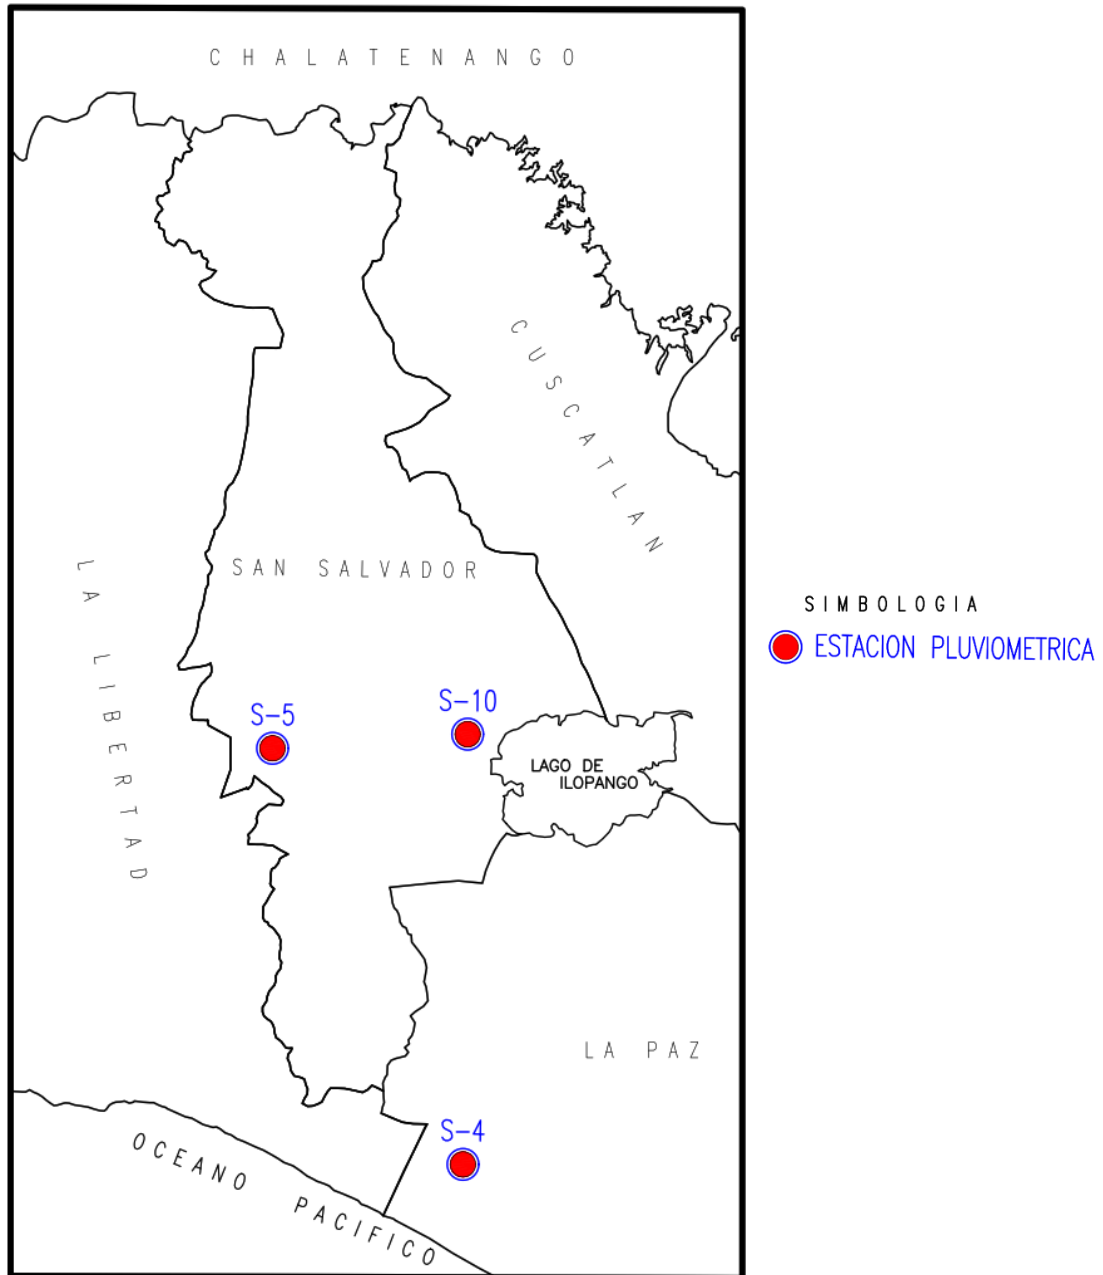 CHALATENANGO
CUSCATLAN
SAN SALVADOR
LA LIBERTAD
SIMBOLOGIA
ESTACION PLUVIOMETRICA
S-5
S-10
LAGO DE
ILOPANGO
LA PAZ
S-4
OCEANO PACIFICO